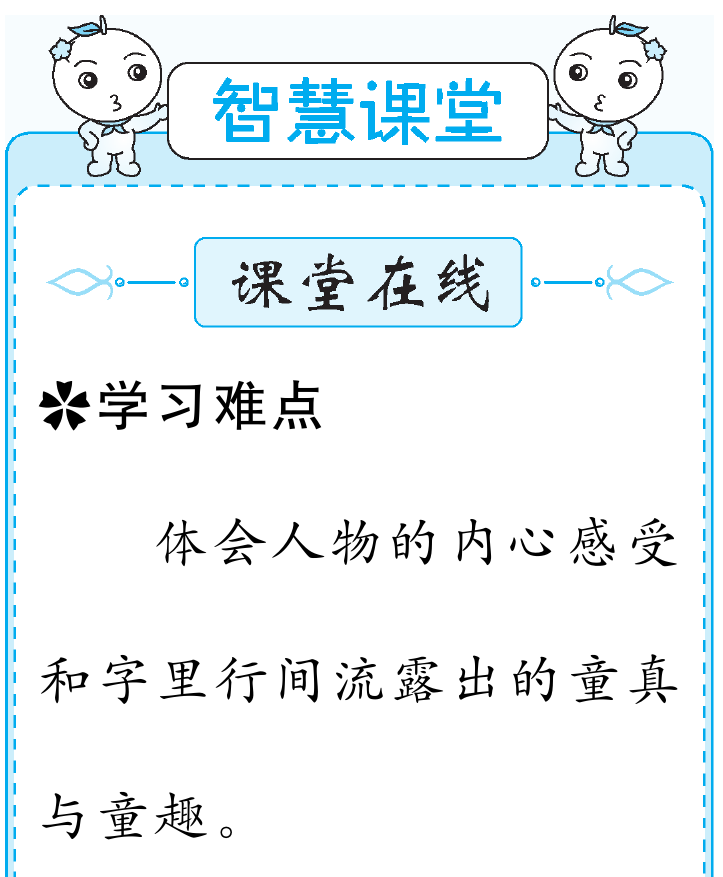 智慧课堂
课堂在线
学习难点
体会人物的内心感受
和字里行间流露出的童真
与童趣。